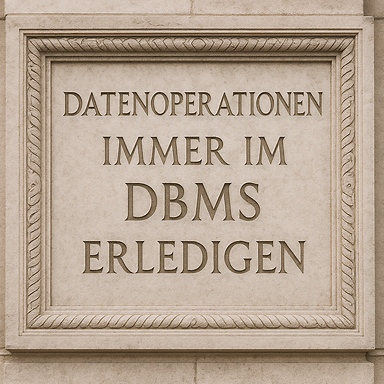 DATENOPERATIONEN
IMMER IM
DBMS
ERLEDIGEN